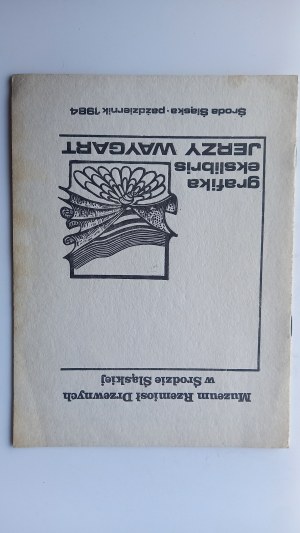 Muzeum Rzemiosł Drzewnych
w Środzie Śląskiej
grafika
ekslibris
JERZY WAYGART
Środa Śląska • październik 1984